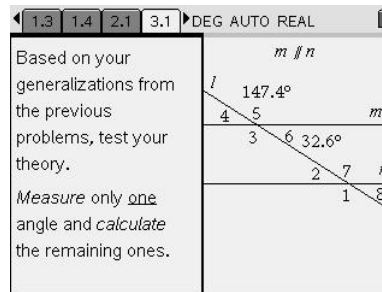 1.3 1.4 2.1 3.1 DEG AUTO REAL
Based on your
generalizations from
the previous
problems, test your
theory.
Measure only one
angle and calculate
the remaining ones.
m // n
l
147.4°
4 5
m
3 6 32.6°
2 7
1 8